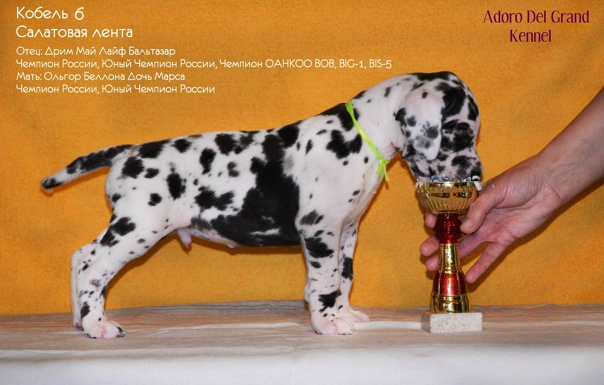 Кобель 6
Салатовая лента
Отец: Дрим Май Лайф Бальтазар
Чемпион России, Юный Чемпион России, Чемпион ОАНКОО BOB, BIG-1, BIS-5
Мать: Ольгор Беллона Дочь Марса
Чемпион России, Юный Чемпион России
Adoro Del Grand
Kennel